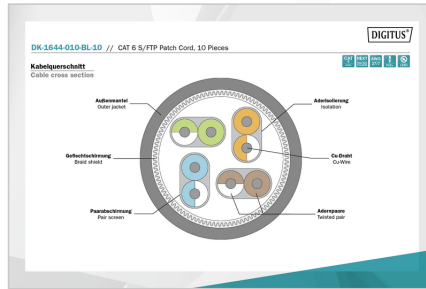 DIGITUS®
DK-1644-010-BL-10 // CAT 6 S/FTP Patch Cord, 10 Pieces
Kabelquerschnitt
Cable cross section
Außenmantel
Outer jacket
Aderisolierung
Isolation
Geflechtschirmung
Braid shield
Cu-Draht
Cu-Wire
Paarabschirmung
Pair screen
Adernpaare
Twisted pair